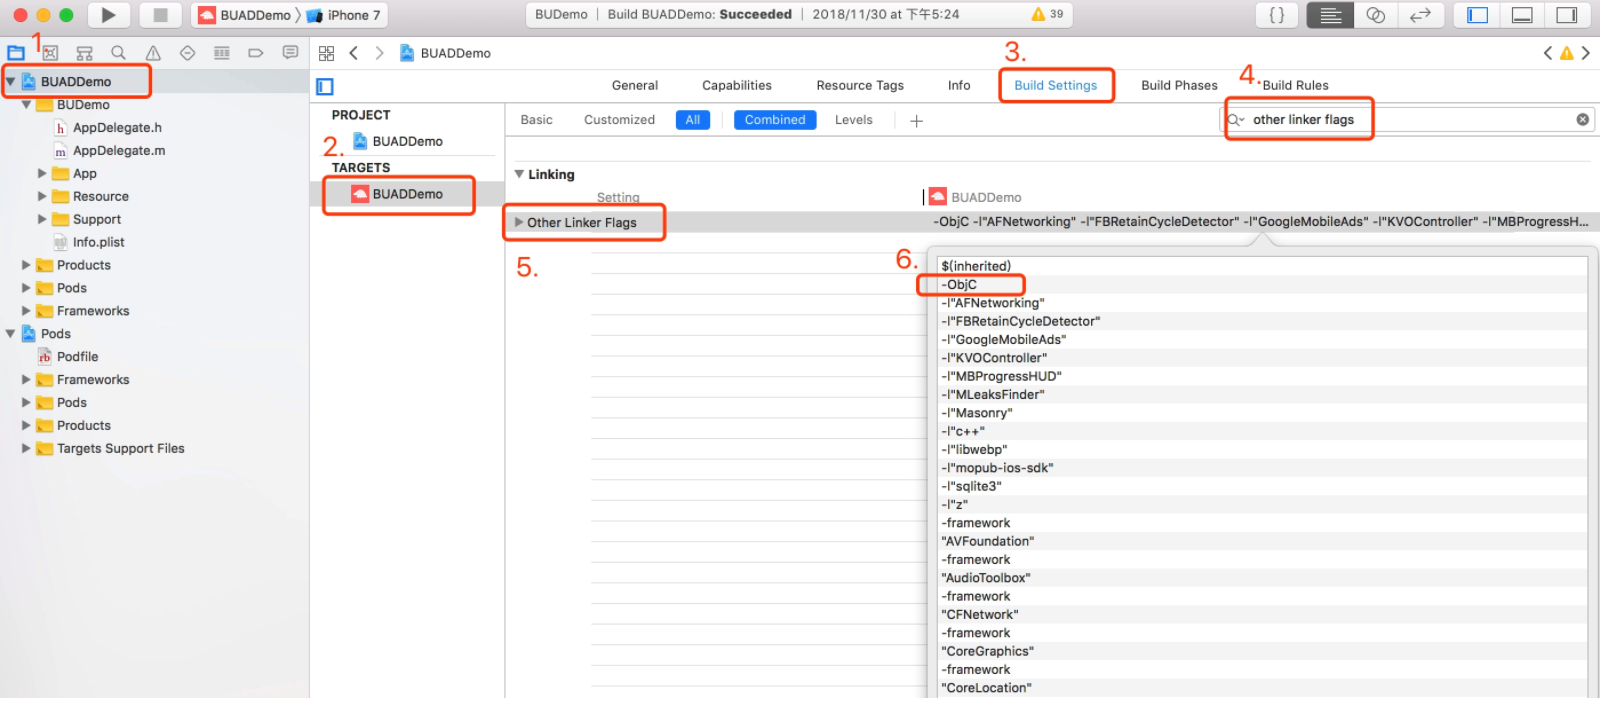 BUADDemo 〉 iPhone 7
BUDemo | Build BUADDemo: Succeeded | 2018/11/30 at 下午5:24
39
{ }
1
BUADDemo
BUDemo
h AppDelegate.h
m AppDelegate.m
App
Resource
Support
Info.plist
Products
Pods
Frameworks
Pods
rb Podfile
Frameworks
Pods
Products
Targets Support Files
BUADDemo
3.
4.
General Capabilities Resource Tags Info Build Settings Build Phases Build Rules
PROJECT
BUADDemo
2.
TARGETS
BUADDemo
Basic Customized All Combined Levels +
other linker flags
Linking
Setting BUADDemo
Other Linker Flags -ObjC -l"AFNetworking" -l"FBRetainCycleDetector" -l"GoogleMobileAds" -l"KVOController" -l"MBProgressH...
5.
6.
$(inherited)
-ObjC
-l"AFNetworking"
-l"FBRetainCycleDetector"
-l"GoogleMobileAds"
-l"KVOController"
-l"MBProgressHUD"
-l"MLeaksFinder"
-l"Masonry"
-l"c++"
-l"libwebp"
-l"mopub-ios-sdk"
-l"sqlite3"
-l"z"
-framework
"AVFoundation"
-framework
"AudioToolbox"
-framework
"CFNetwork"
-framework
"CoreGraphics"
-framework
"CoreLocation"